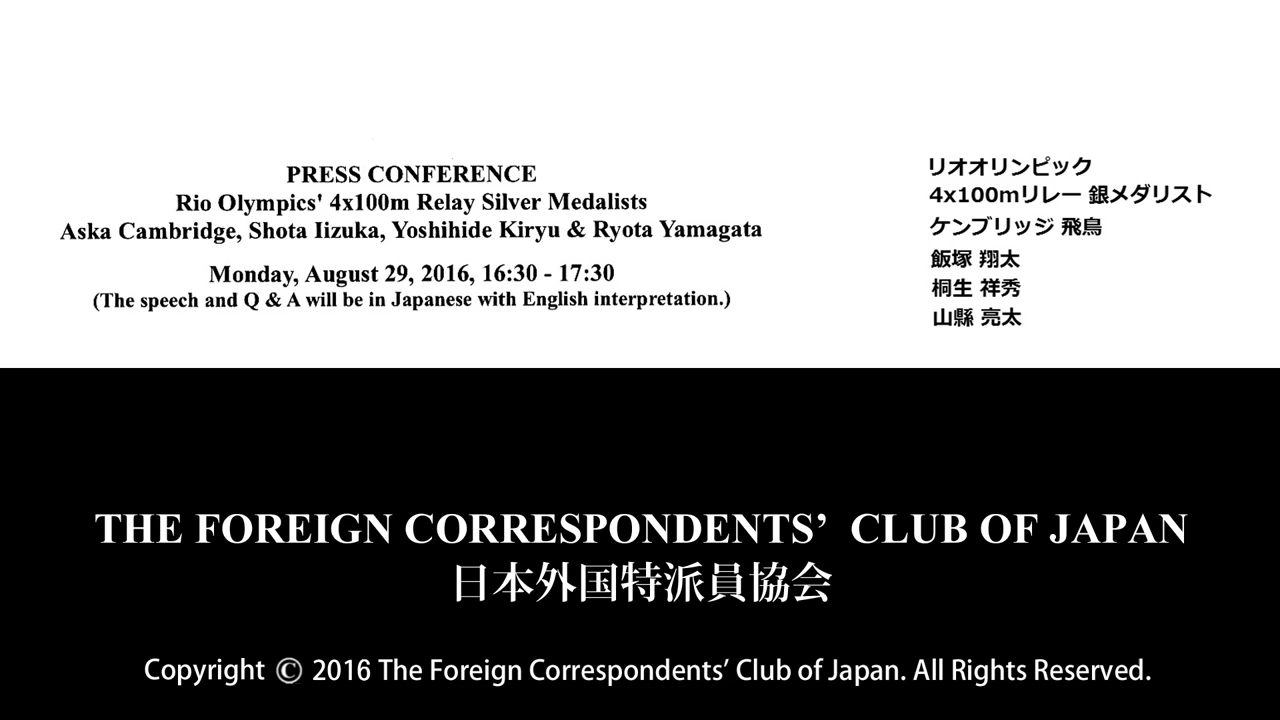 PRESS CONFERENCE
Rio Olympics' 4x100m Relay Silver Medalists
Aska Cambridge, Shota Iizuka, Yoshihide Kiryu & Ryota Yamagata
Monday, August 29, 2016, 16:30 - 17:30
(The speech and Q & A will be in Japanese with English interpretation.)
リオオリンピック
4x100mリレー 銀メダリスト
ケンブリッジ 飛鳥
飯塚 翔太
桐生 祥秀
山縣 亮太
THE FOREIGN CORRESPONDENTS’ CLUB OF JAPAN
日本外国特派員協会
Copyright © 2016 The Foreign Correspondents’ Club of Japan. All Rights Reserved.